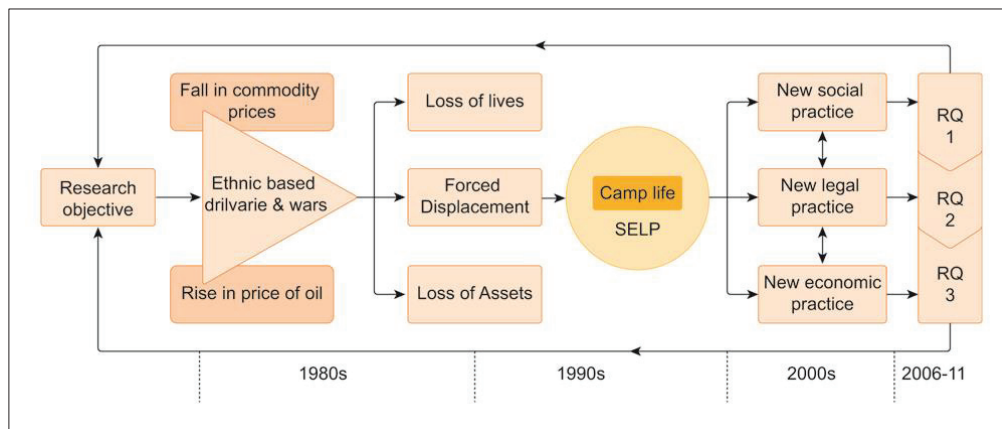 Fall in commodity
prices
Research
objective
Ethnic based
drilvarie & wars
Rise in price of oil
Loss of lives
Forced
Displacement
Loss of Assets
Camp life
SELP
New social
practice
New legal
practice
New economic
practice
RQ
1
RQ
2
RQ
3
1980s
1990s
2000s
2006-11